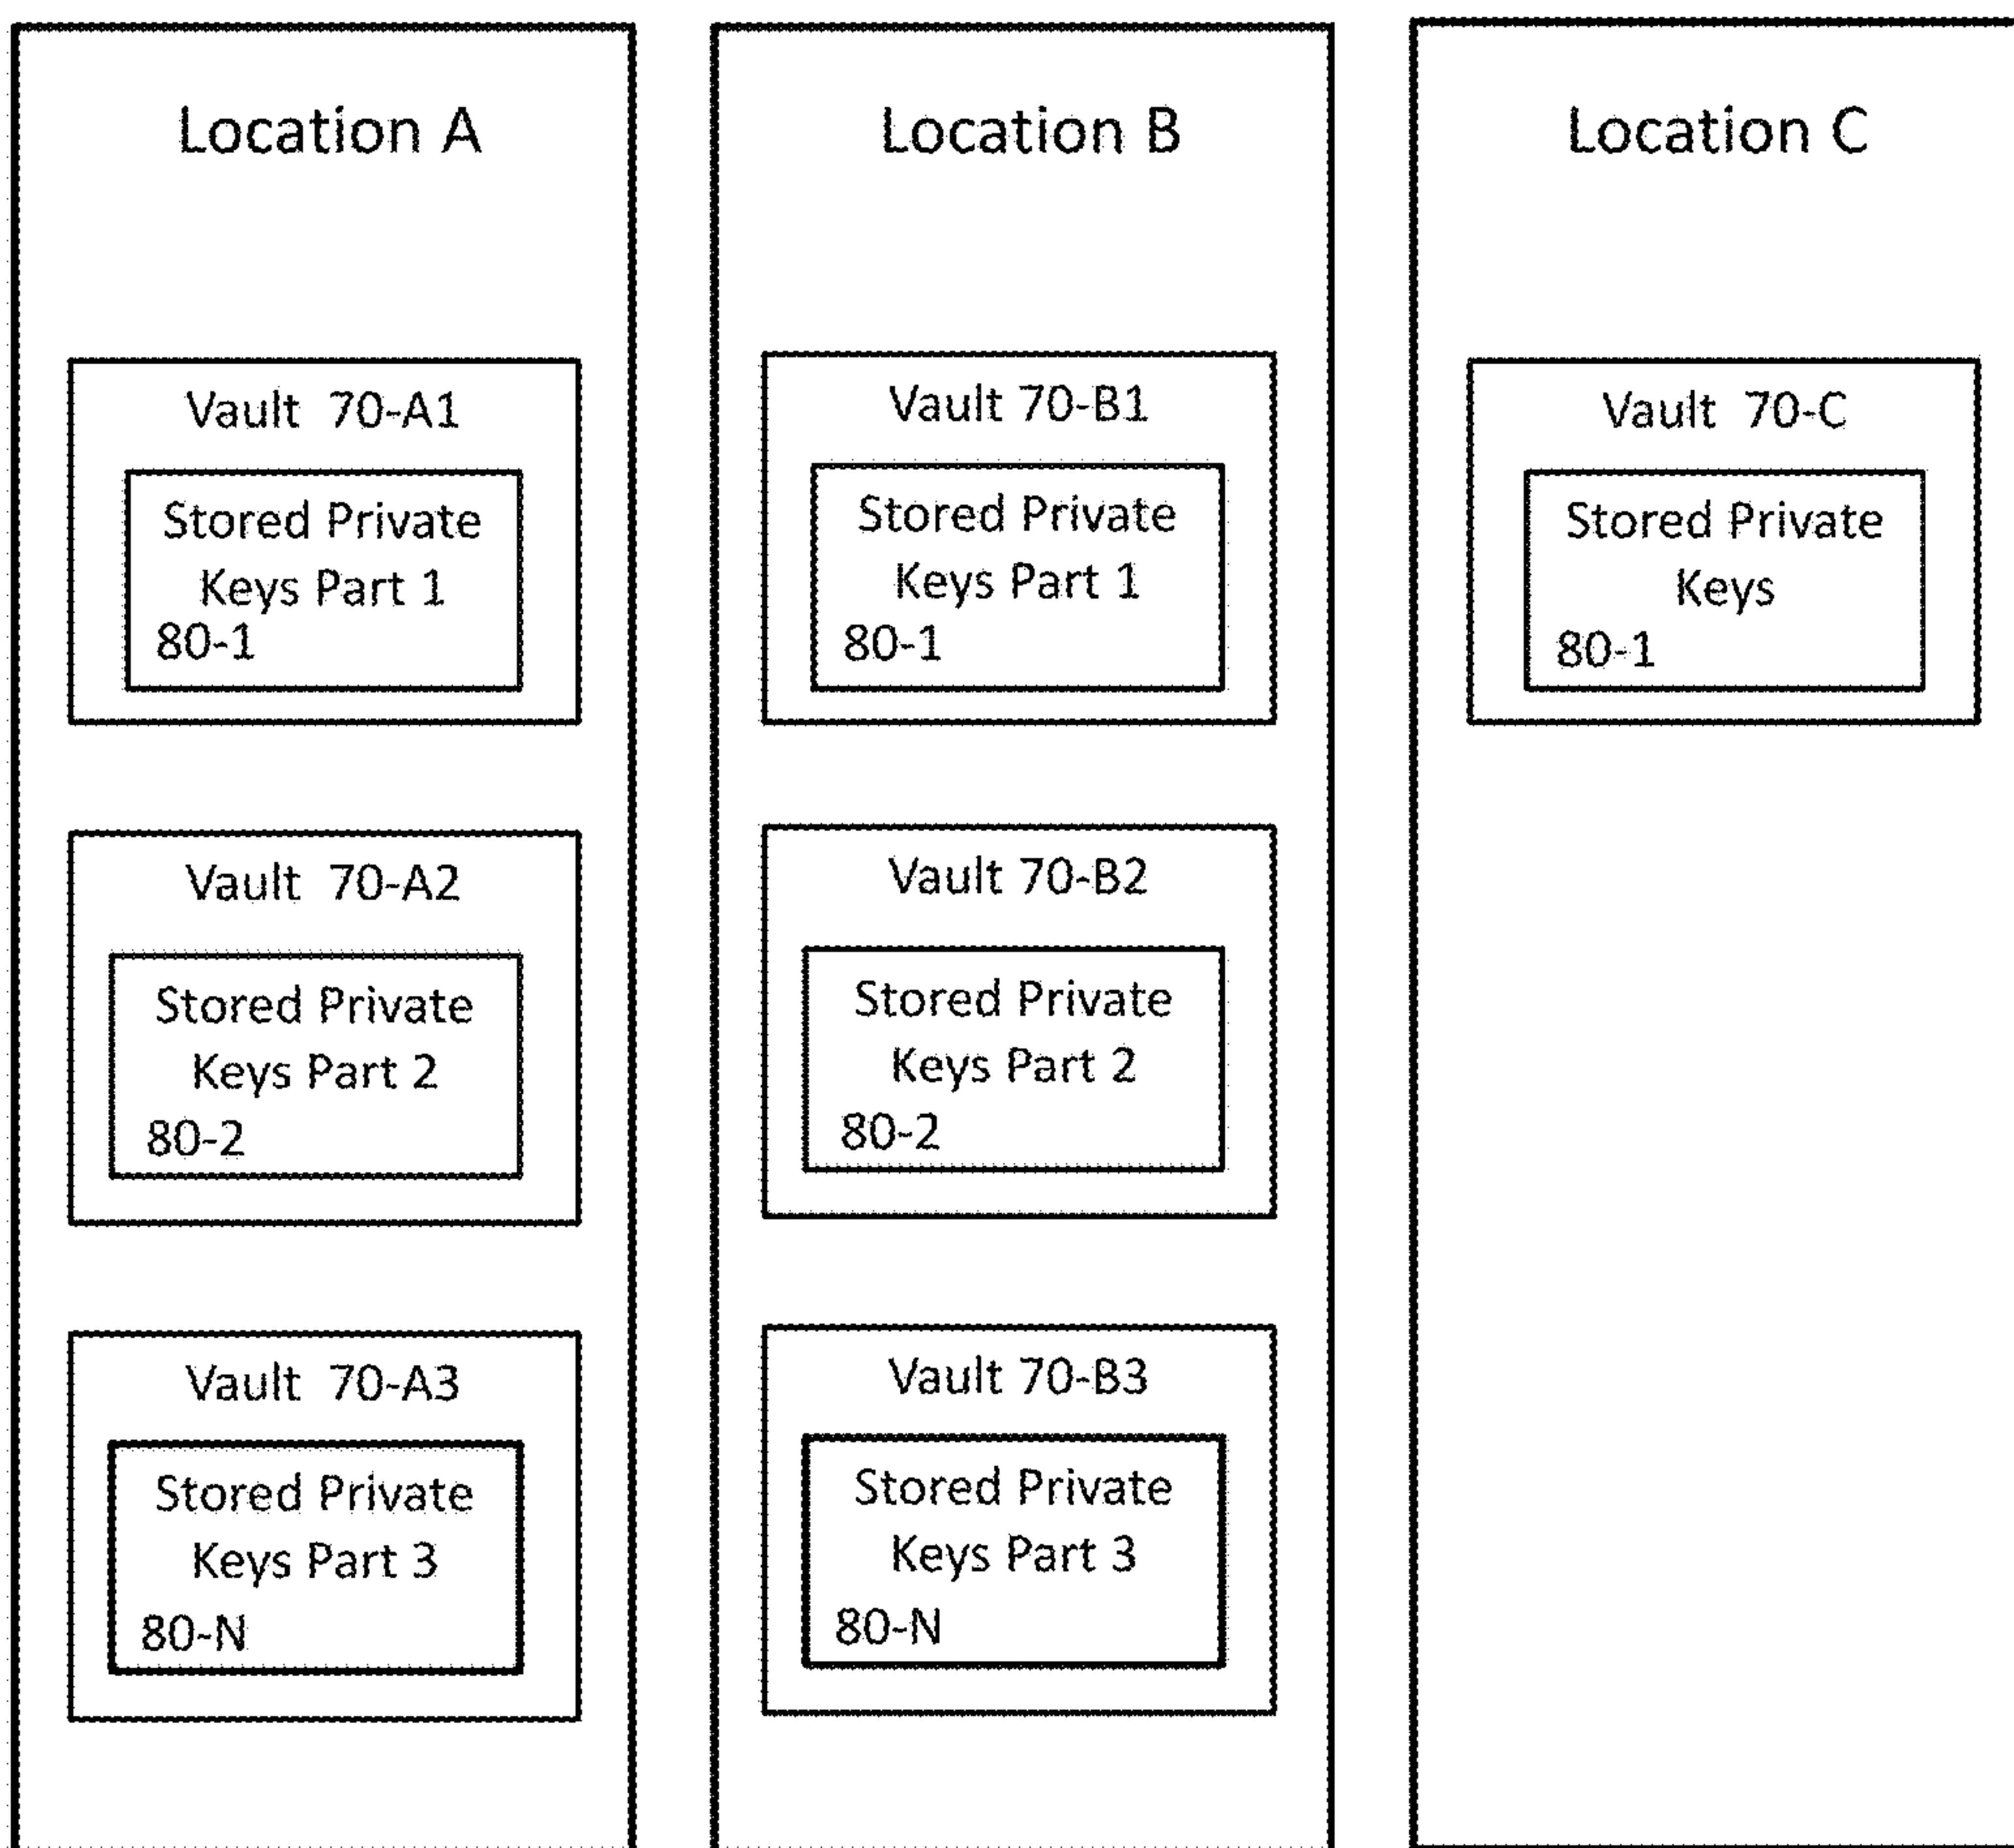 Location A
Vault 70-A1
Stored Private
Keys Part 1
80-1
Vault 70-A2
Stored Private
Keys Part 2
80-2
Vault 70-A3
Stored Private
Keys Part 3
80-N
Location B
Vault 70-B1
Stored Private
Keys Part 1
80-1
Vault 70-B2
Stored Private
Keys Part 2
80-2
Vault 70-B3
Stored Private
Keys Part 3
80-N
Location C
Vault 70-C
Stored Private
Keys
80-1